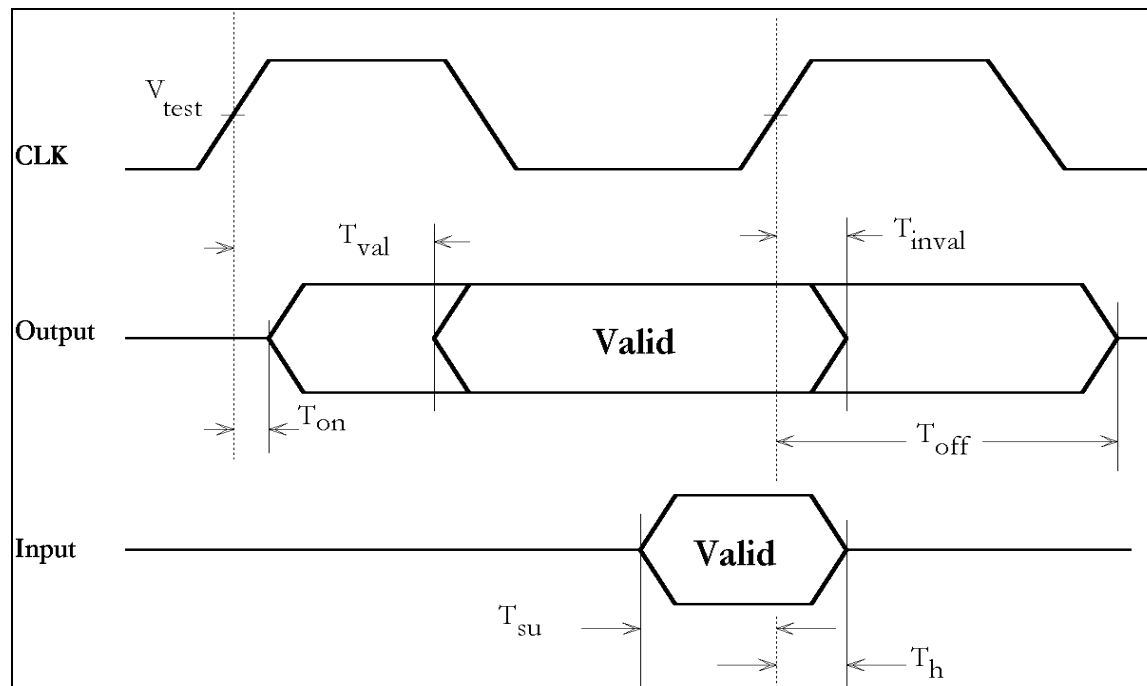 V_test
CLK
T_val
T_inval
Output
Valid
T_on
T_off
Input
Valid
T_su
T_h